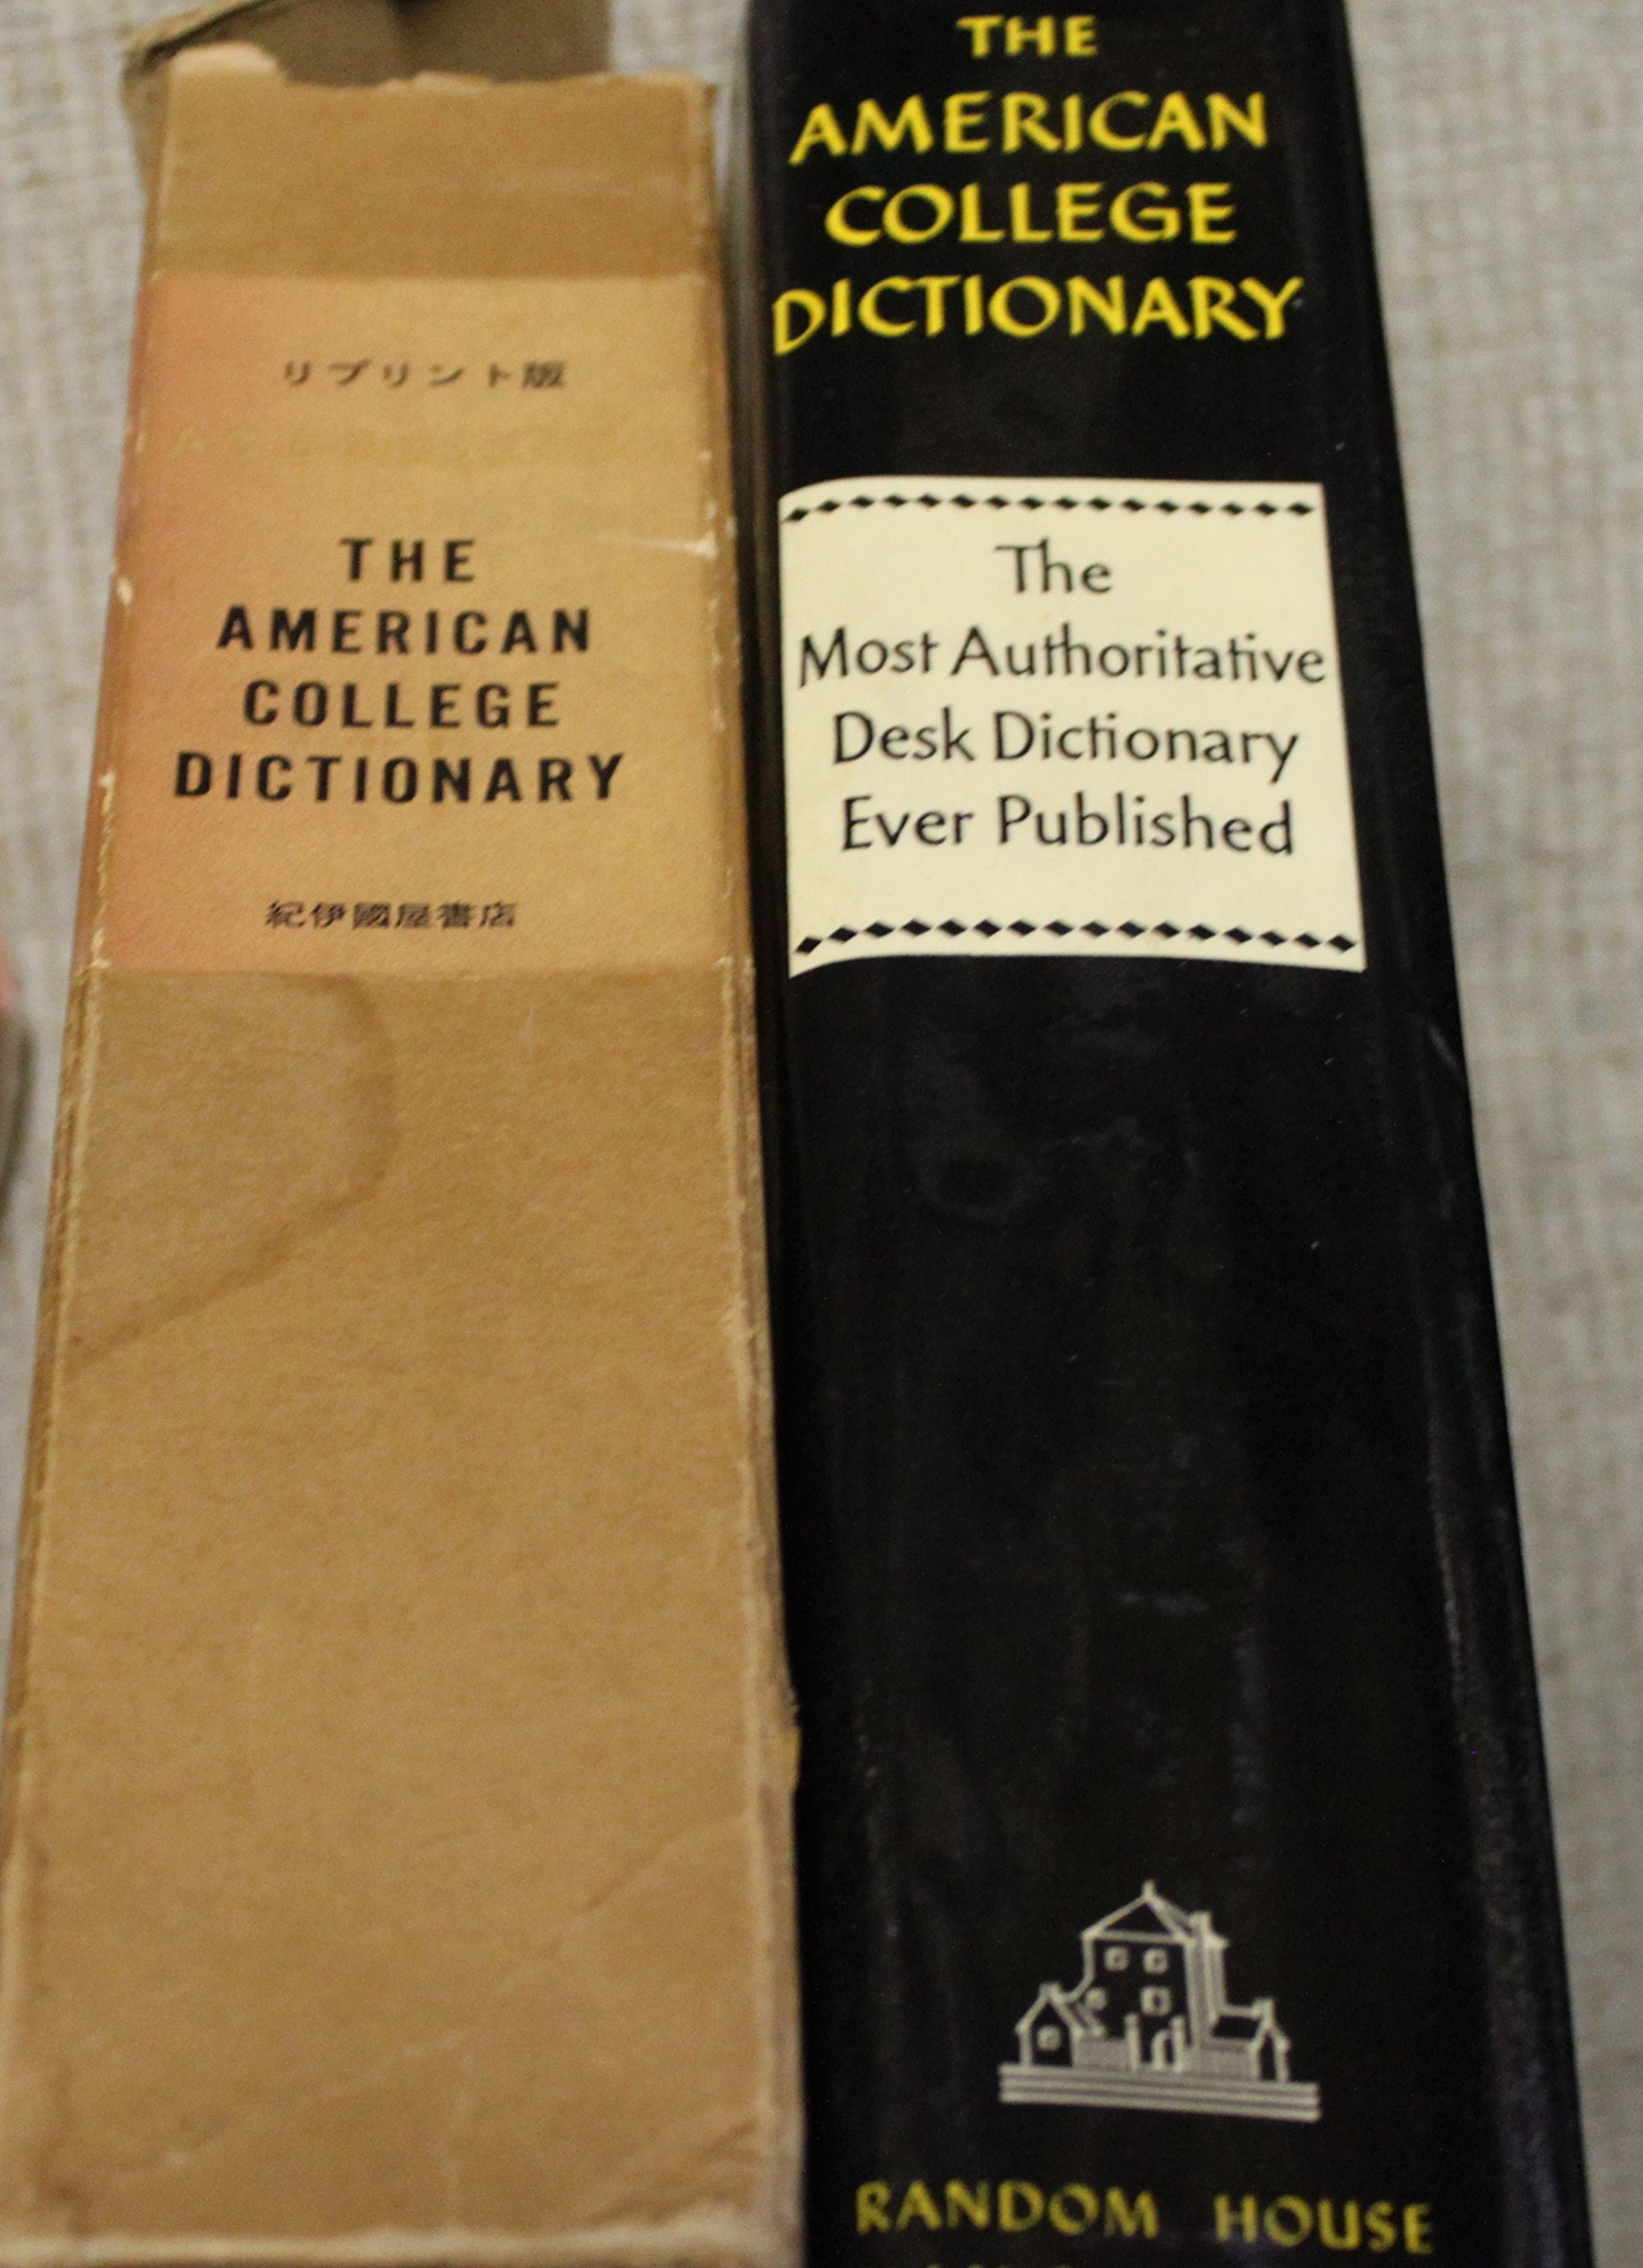 リプリント版
THE
AMERICAN
COLLEGE
DICTIONARY
紀伊國屋書店
THE
AMERICAN
COLLEGE
DICTIONARY
The
Most Authoritative
Desk Dictionary
Ever Published
RANDOM HOUSE